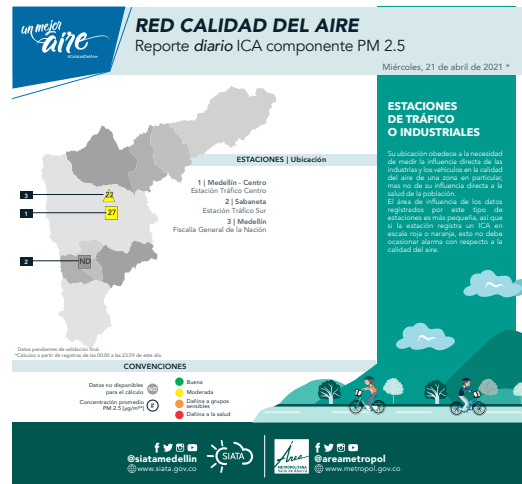 un mejor
aire
#CalidadDelAire
RED CALIDAD DEL AIRE
Reporte diario ICA componente PM 2.5
Miércoles, 21 de abril de 2021 *
3
22
1
27
2
ND
ESTACIONES | Ubicación
1 | Medellín - Centro
Estación Tráfico Centro
2 | Sabaneta
Estación Tráfico Sur
3 | Medellín
Fiscalía General de la Nación
ESTACIONES
DE TRÁFICO
O INDUSTRIALES
Su ubicación obedece a la necesidad
de medir la influencia directa de las
industrias y los vehículos en la calidad
del aire de una zona en particular,
mas no de su influencia directa a la
salud de la población.
El área de influencia de los datos
registrados por este tipo de
estaciones es más pequeña, así que
si la estación registra un ICA en
escala roja o naranja, esto no debe
ocasionar alarma con respecto a la
calidad del aire.
Datos pendientes de validación final.
*Cálculos a partir de registros de las 00:00 a las 23:59 de este día.
CONVENCIONES
Datos no disponibles
para el cálculo
ND
Concentración promedio
PM 2.5 [µg/m³*]
#
Buena
Moderada
Dañina a grupos
sensibles
Dañina a la salud
@siatamedellin
www.siata.gov.co
SIATA
Área
METROPOLITANA
Valle de Aburrá
@areametropol
www.metropol.gov.co